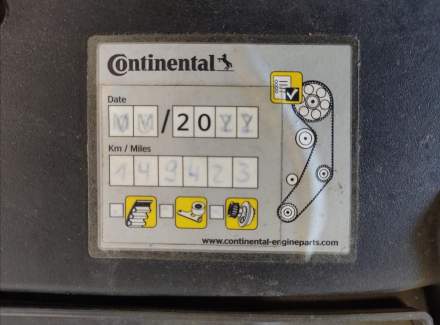 Continental
Date
MM/20YY
Km / Miles
149423
www.continental-engineparts.com